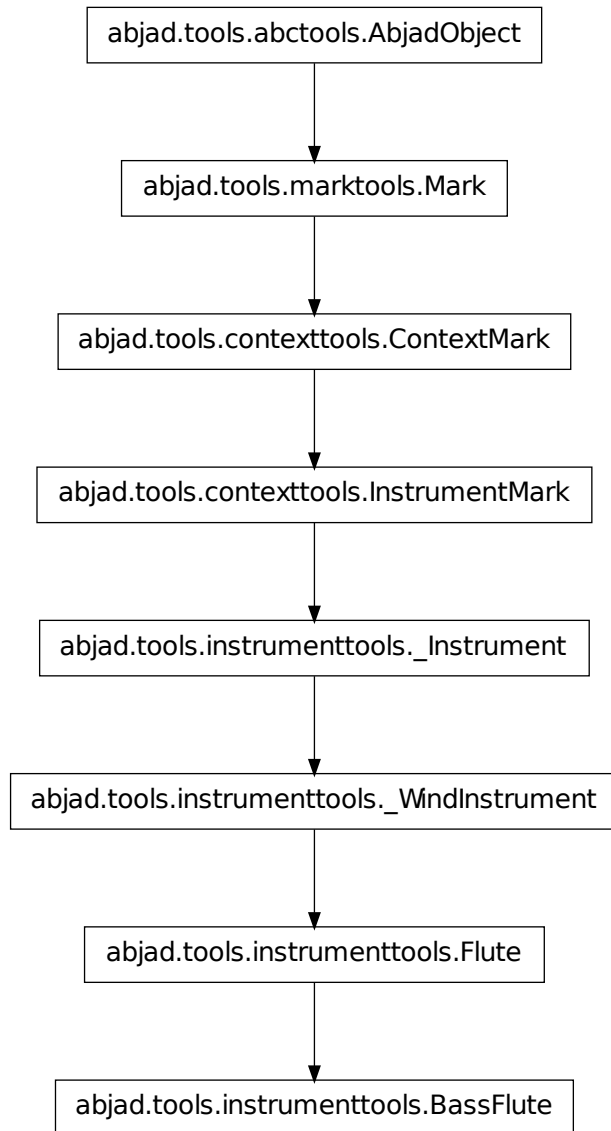 abjad.tools.abctools.AbjadObject
abjad.tools.marktools.Mark
abjad.tools.contexttools.ContextMark
abjad.tools.contexttools.InstrumentMark
abjad.tools.instrumenttools._Instrument
abjad.tools.instrumenttools._WindInstrument
abjad.tools.instrumenttools.Flute
abjad.tools.instrumenttools.BassFlute